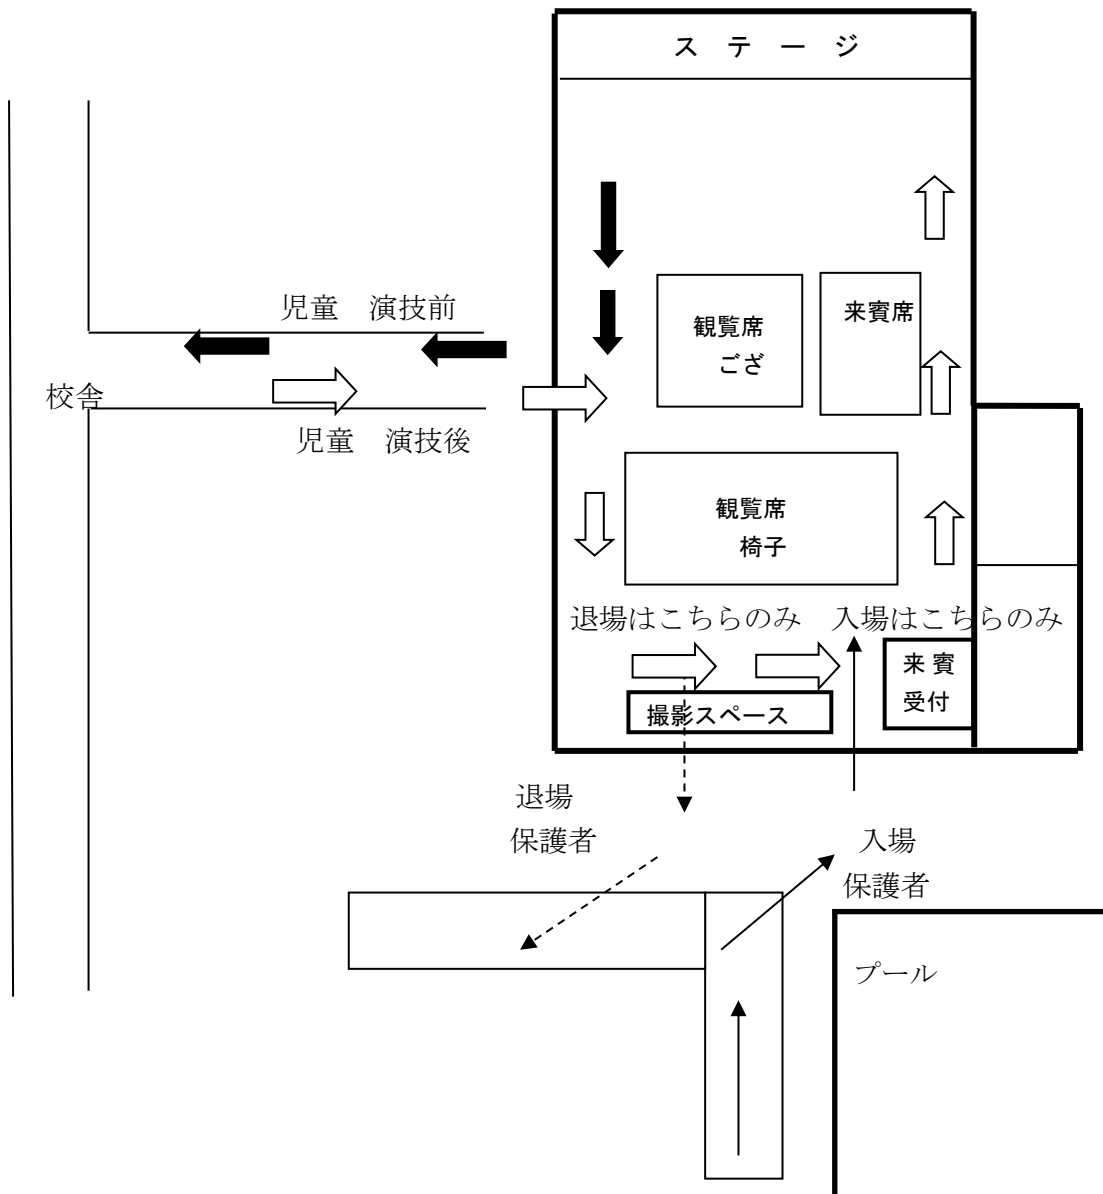 ステージ
児童　演技前
観覧席
ござ
来賓席
校舎
児童　演技後
観覧席
椅子
退場はこちらのみ
入場はこちらのみ
来賓
受付
撮影スペース
退場
保護者
入場
保護者
プール